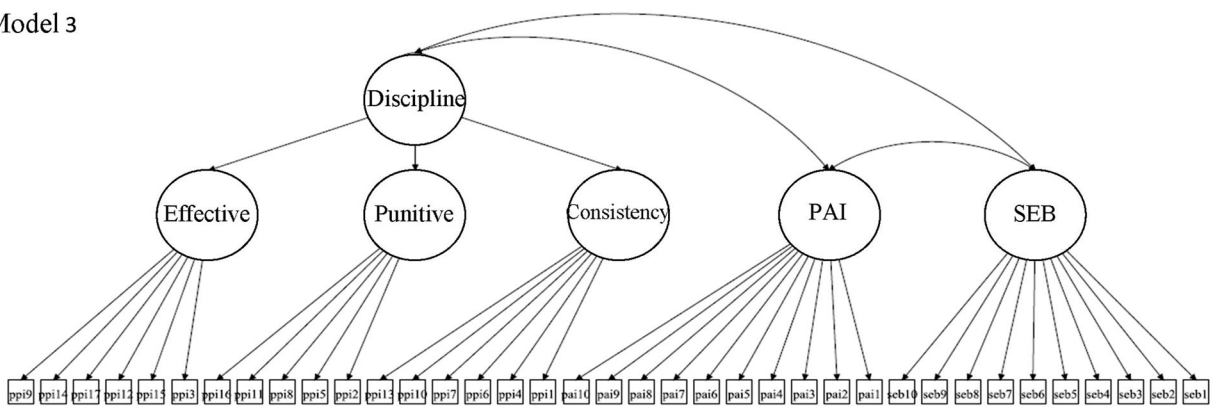 Model 3
Discipline
Effective Punitive Consistency PAI SEB
ppi9 ppi14 ppi17 ppi12 ppi15 ppi3 ppi16 ppi11 ppi8 ppi5 ppi2 ppi13 ppi10 ppi7 ppi6 ppi4 ppi1 pai10 pai9 pai8 pai7 pai6 pai5 pai4 pai3 pai2 pai1 seb10 seb9 seb8 seb7 seb6 seb5 seb4 seb3 seb2 seb1